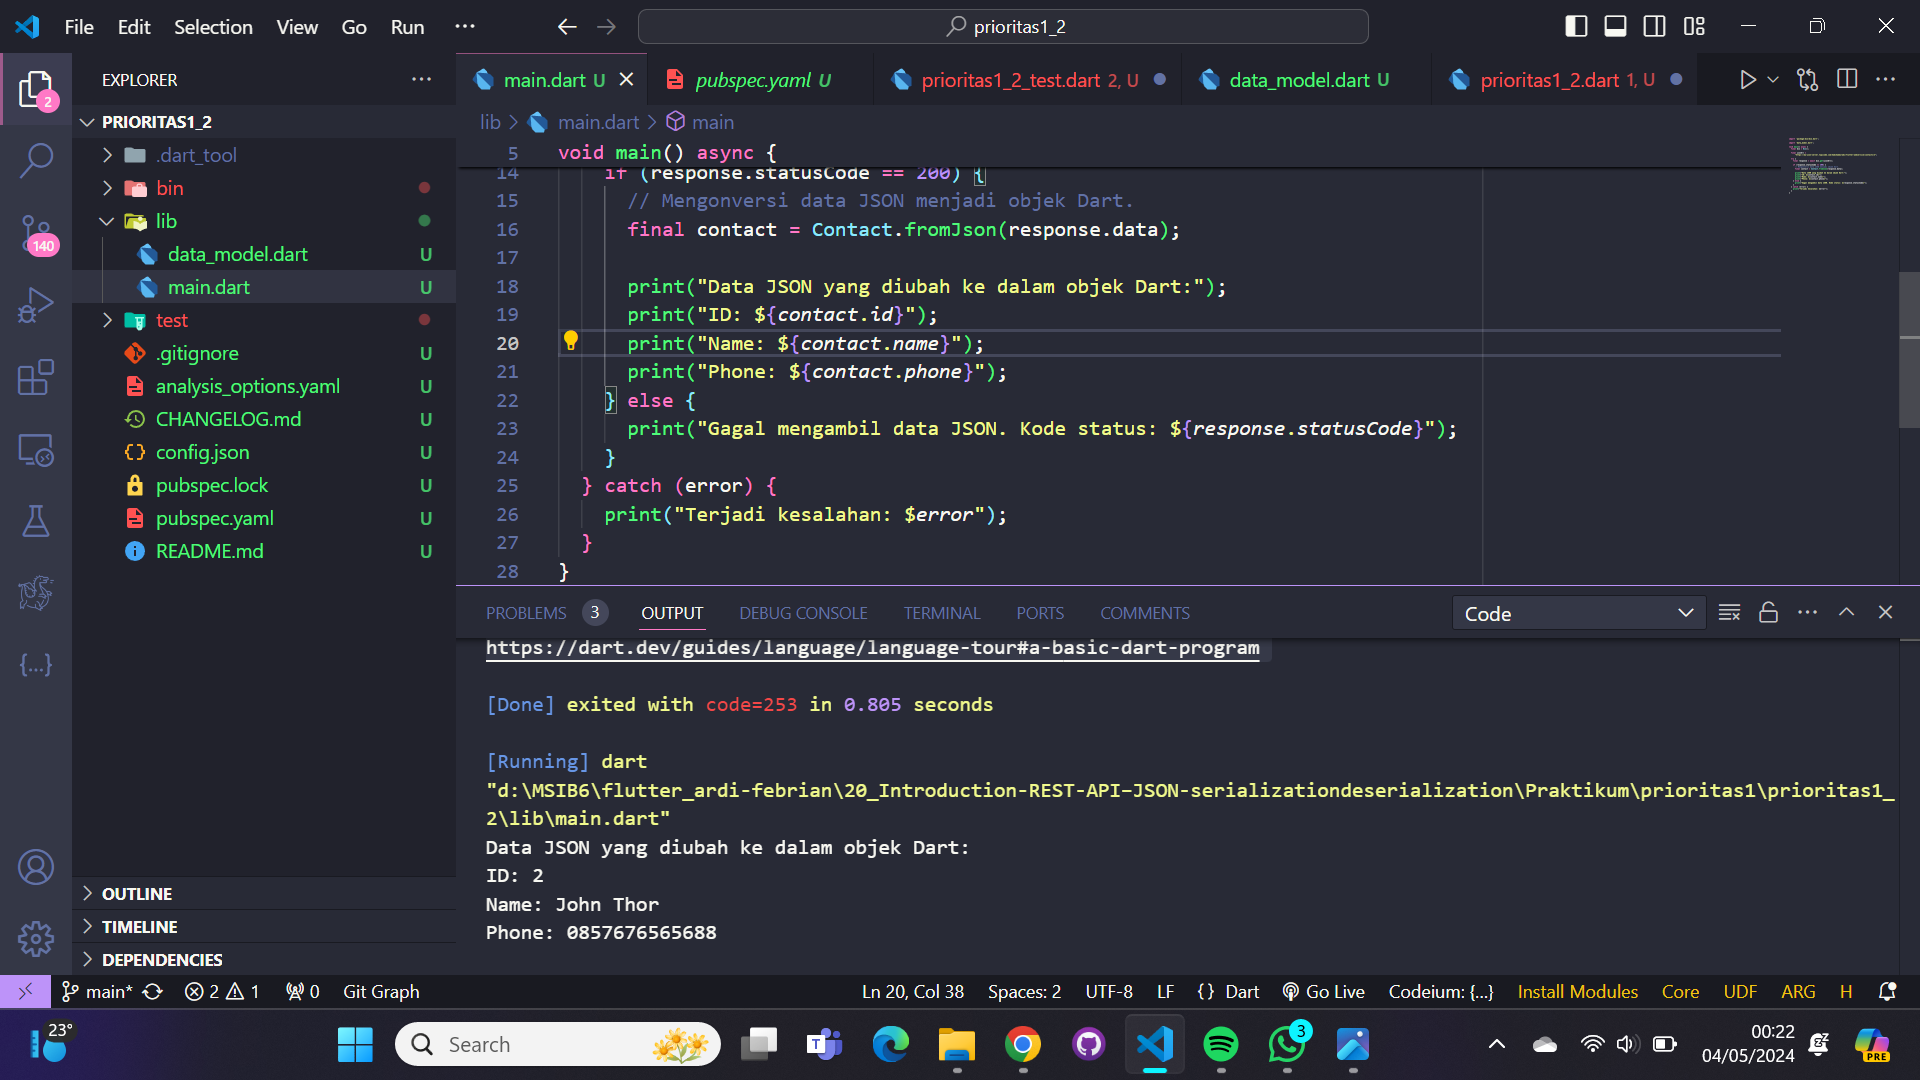 File Edit Selection View Go Run ···
prioritas1_2
EXPLORER ···
2
140
PRIORITAS1_2
.dart_tool
bin
lib
data_model.dart U
main.dart U
test
.gitignore U
analysis_options.yaml U
CHANGELOG.md U
config.json U
pubspec.lock U
pubspec.yaml U
README.md U
OUTLINE
TIMELINE
DEPENDENCIES
main.dart U
pubspec.yaml U
prioritas1_2_test.dart 2, U
data_model.dart U
prioritas1_2.dart 1, U
lib > main.dart > main
5 void main() async {
14 if (response.statusCode == 200) {
15 // Mengonversi data JSON menjadi objek Dart.
16 final contact = Contact.fromJson(response.data);
17
18 print("Data JSON yang diubah ke dalam objek Dart:");
19 print("ID: ${contact.id}");
20 print("Name: ${contact.name}");
21 print("Phone: ${contact.phone}");
22 } else {
23 print("Gagal mengambil data JSON. Kode status: ${response.statusCode}");
24 }
25 } catch (error) {
26 print("Terjadi kesalahan: $error");
27 }
28 }
PROBLEMS 3 OUTPUT DEBUG CONSOLE TERMINAL PORTS COMMENTS
Code
https://dart.dev/guides/language/language-tour#a-basic-dart-program
[Done] exited with code=253 in 0.805 seconds
[Running] dart
"d:\MSIB6\flutter_ardi-febrian\20_Introduction-REST-API–JSON-serializationdeserialization\Praktikum\prioritas1\prioritas1_
2\lib\main.dart"
Data JSON yang diubah ke dalam objek Dart:
ID: 2
Name: John Thor
Phone: 0857676565688
main* 2 1 0 Git Graph
Ln 20, Col 38 Spaces: 2 UTF-8 LF {} Dart Go Live Codeium: {...} Install Modules Core UDF ARG H
23°
Search
3
00:22
04/05/2024
PRE